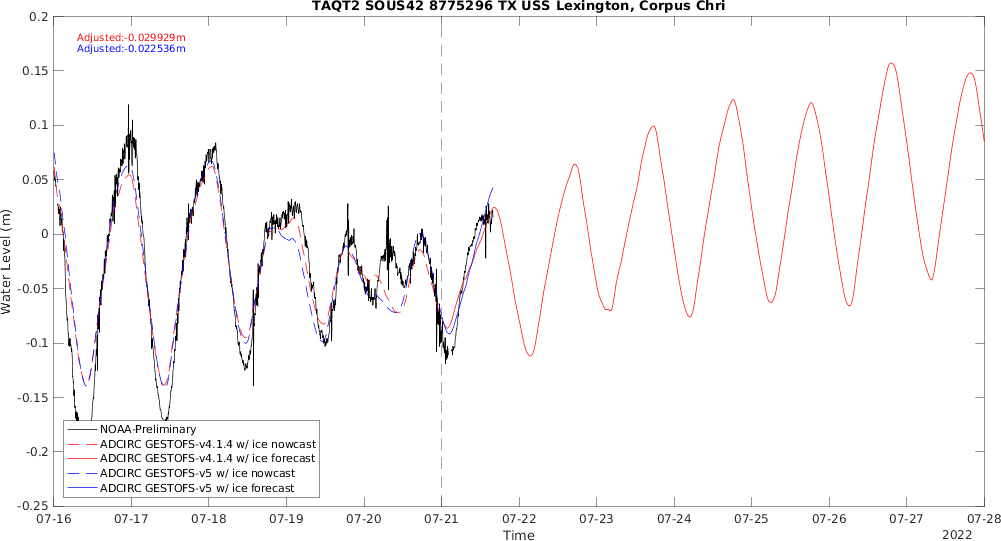 TAQT2 SOUS42 8775296 TX USS Lexington, Corpus Chri
Adjusted:-0.029929m
Adjusted:-0.022536m
0.2
0.15
0.1
0.05
0
-0.05
-0.1
-0.15
-0.2
-0.25
Water Level (m)
NOAA-Preliminary
ADCIRC GESTOFS-v4.1.4 w/ ice nowcast
ADCIRC GESTOFS-v4.1.4 w/ ice forecast
ADCIRC GESTOFS-v5 w/ ice nowcast
ADCIRC GESTOFS-v5 w/ ice forecast
07-16 07-17 07-18 07-19 07-20 07-21 07-22 07-23 07-24 07-25 07-26 07-27 07-28
Time
2022